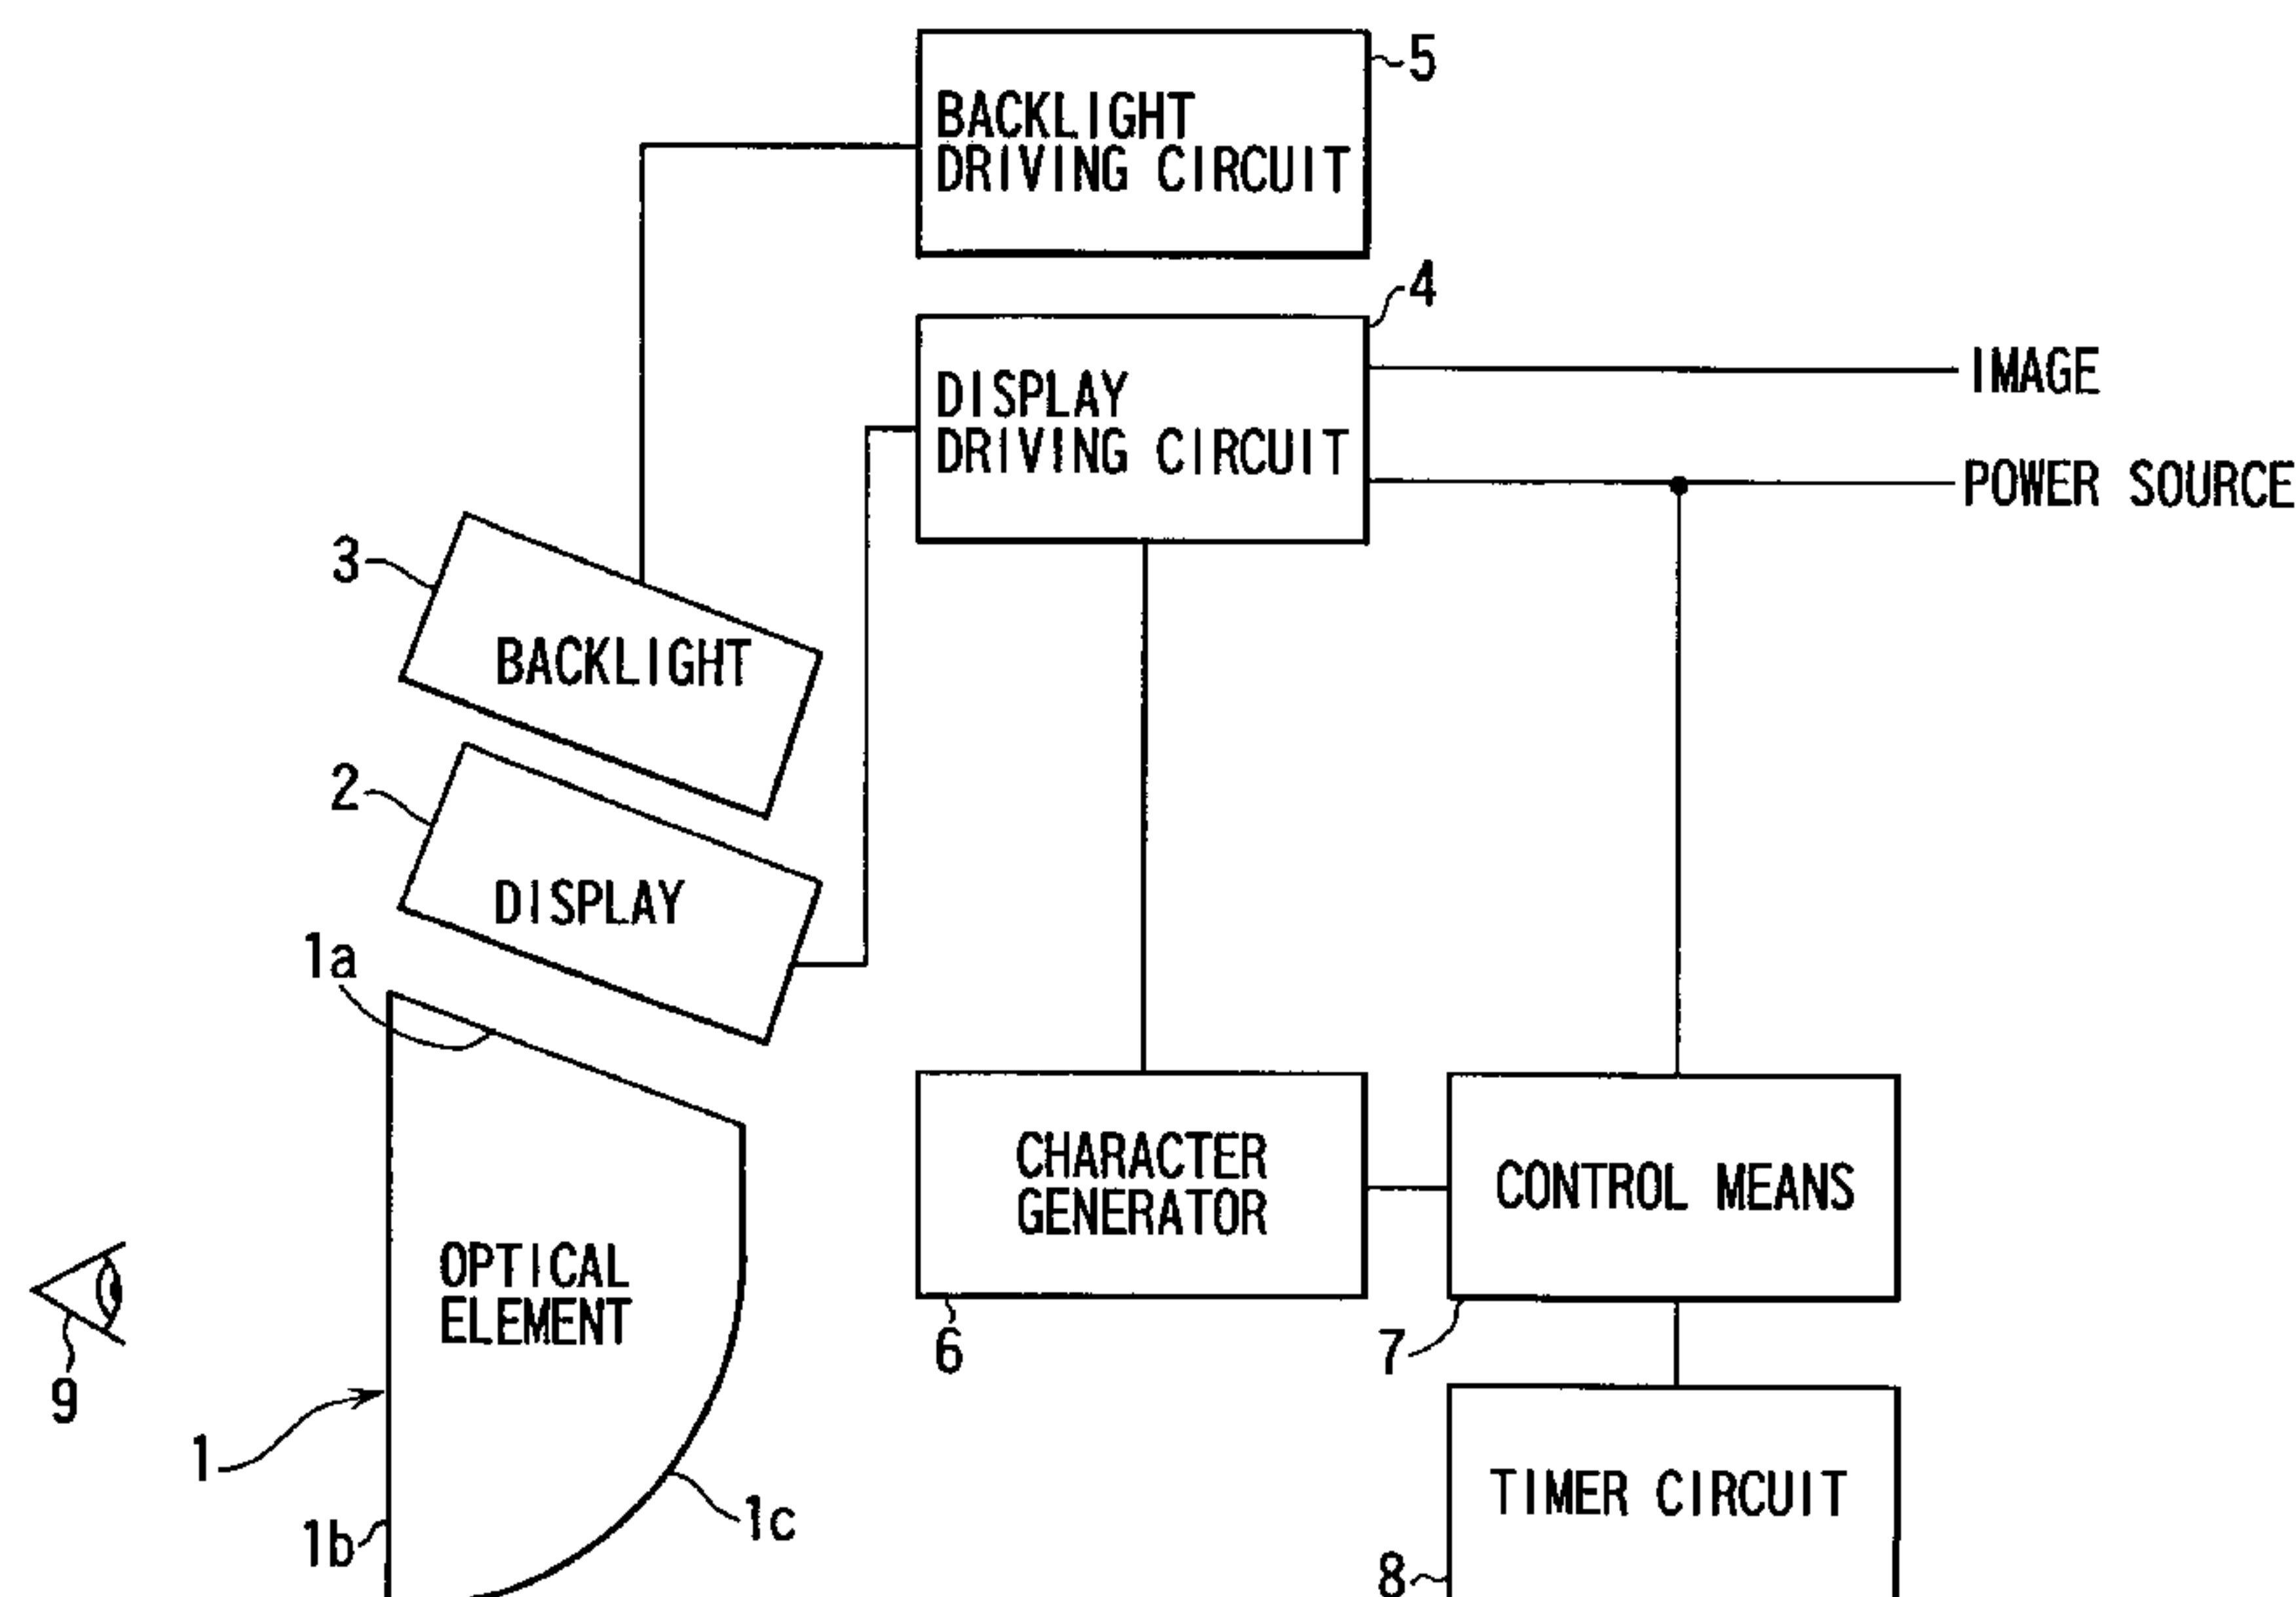 5
BACKLIGHT
DRIVING CIRCUIT
4
DISPLAY
DRIVING CIRCUIT
IMAGE
POWER SOURCE
3
BACKLIGHT
2
DISPLAY
1a
CHARACTER
GENERATOR
CONTROL MEANS
OPTICAL
ELEMENT
6
7
9
1
1b
1c
TIMER CIRCUIT
8